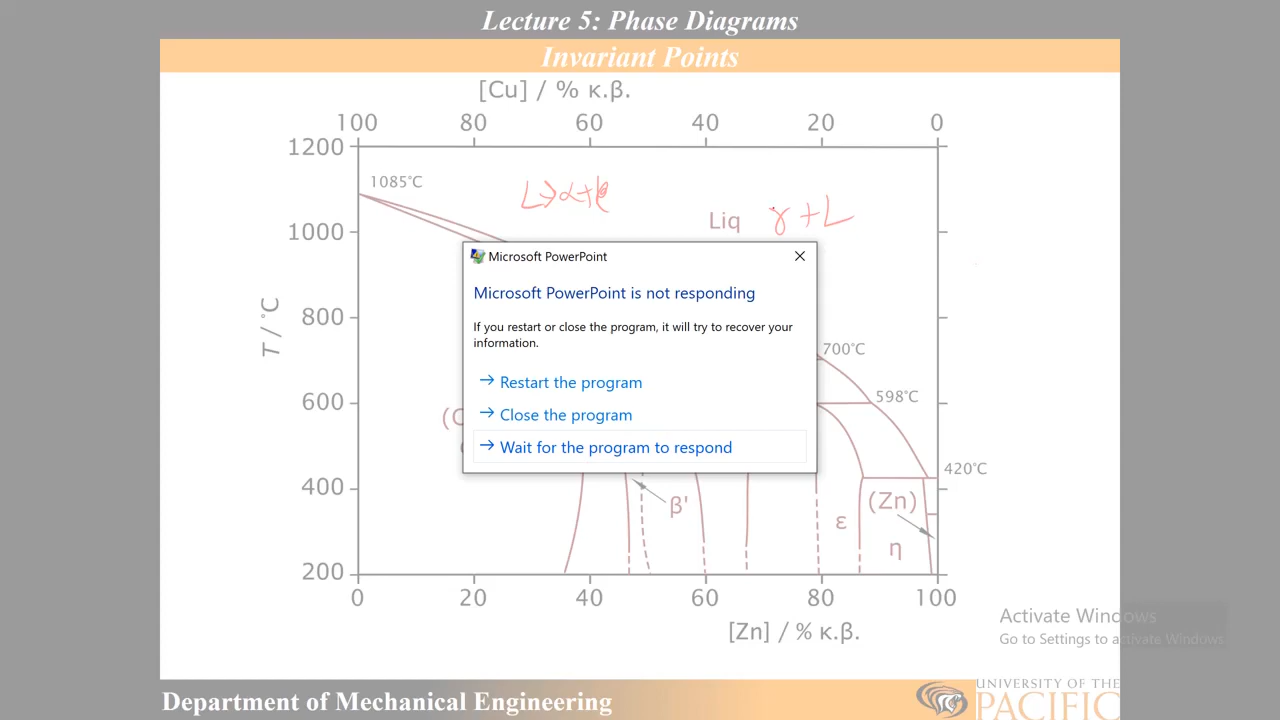 Lecture 5: Phase Diagrams
Invariant Points
[Cu] / % κ.β.
100 80 60 40 20 0
1200
1085°C
L→α+β
Liq γ+L
1000
Microsoft PowerPoint
Microsoft PowerPoint is not responding
If you restart or close the program, it will try to recover your
information.
→ Restart the program
→ Close the program
→ Wait for the program to respond
T / °C
800
700°C
600
598°C
(C
420°C
400
β'
(Zn)
ε
η
200
0 20 40 60 80 100
[Zn] / % κ.β.
Activate Windows
Go to Settings to activate Windows.
Department of Mechanical Engineering
UNIVERSITY OF THE
PACIFIC